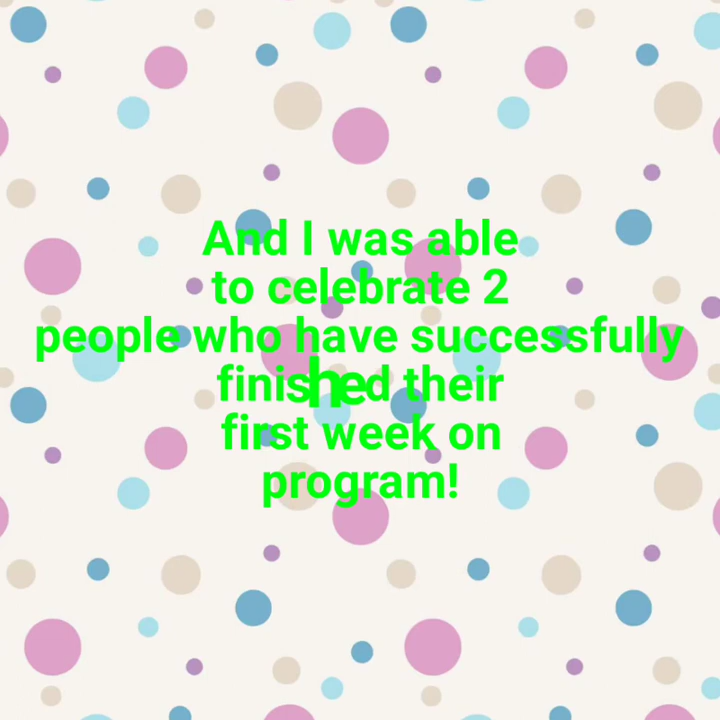 And I was able
to celebrate 2
people who have successfully
finished their
first week on
program!